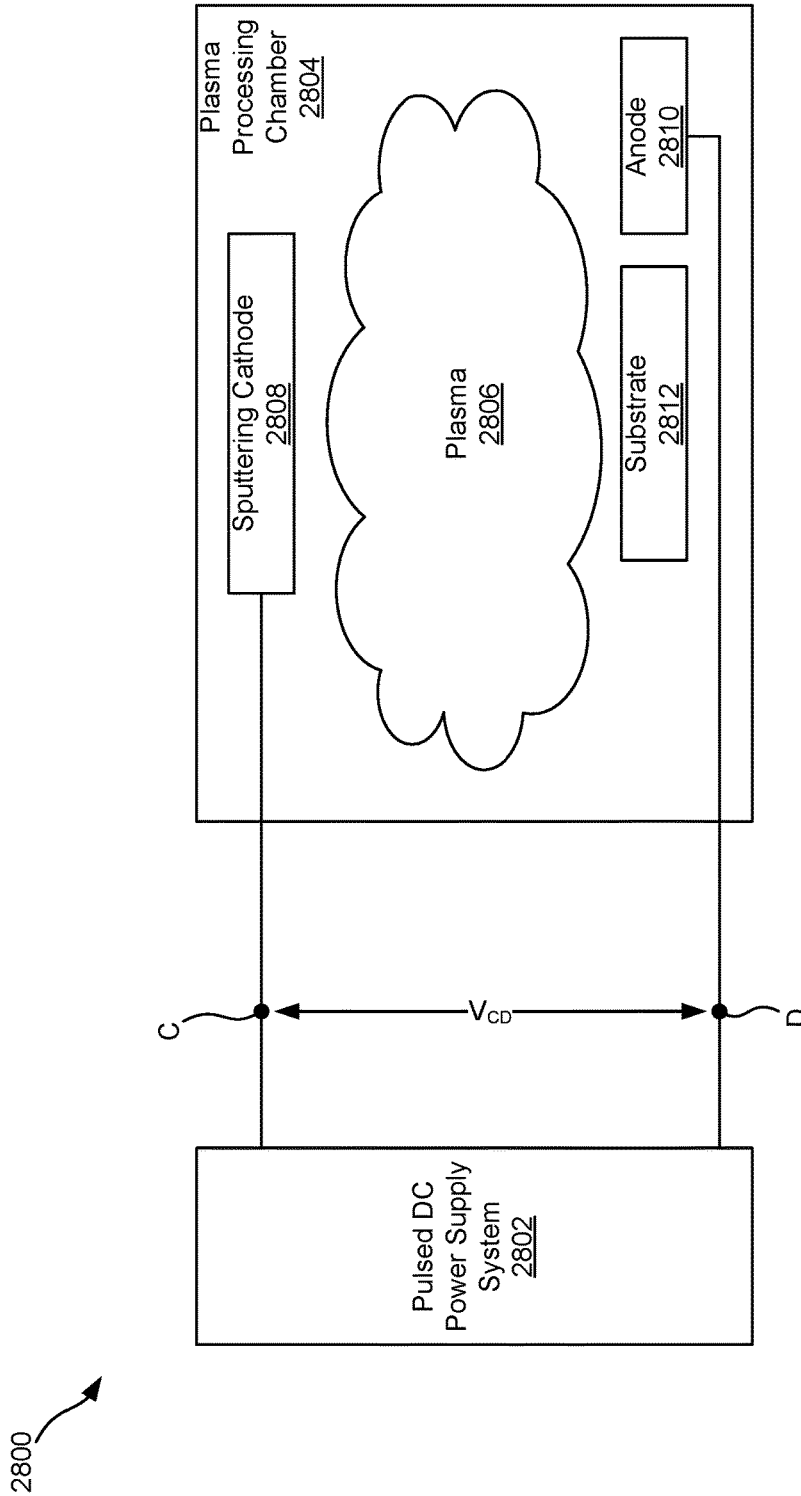 2800
Pulsed DC
Power Supply
System
2802
C
V_CD
D
Plasma
Processing
Chamber
2804
Sputtering Cathode
2808
Plasma
2806
Substrate
2812
Anode
2810